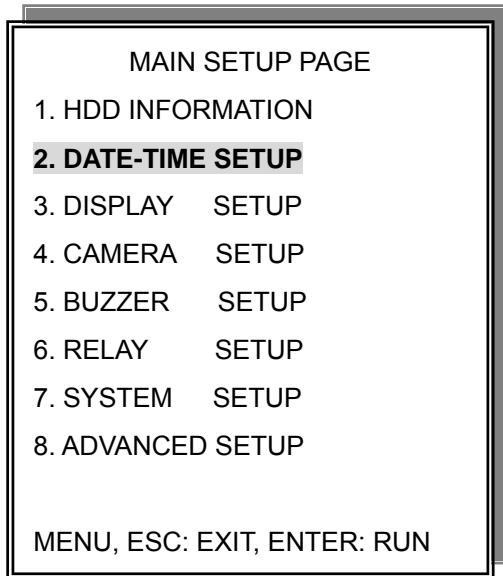 MAIN SETUP PAGE
1. HDD INFORMATION
2. DATE-TIME SETUP
3. DISPLAY SETUP
4. CAMERA SETUP
5. BUZZER SETUP
6. RELAY SETUP
7. SYSTEM SETUP
8. ADVANCED SETUP
MENU, ESC: EXIT, ENTER: RUN